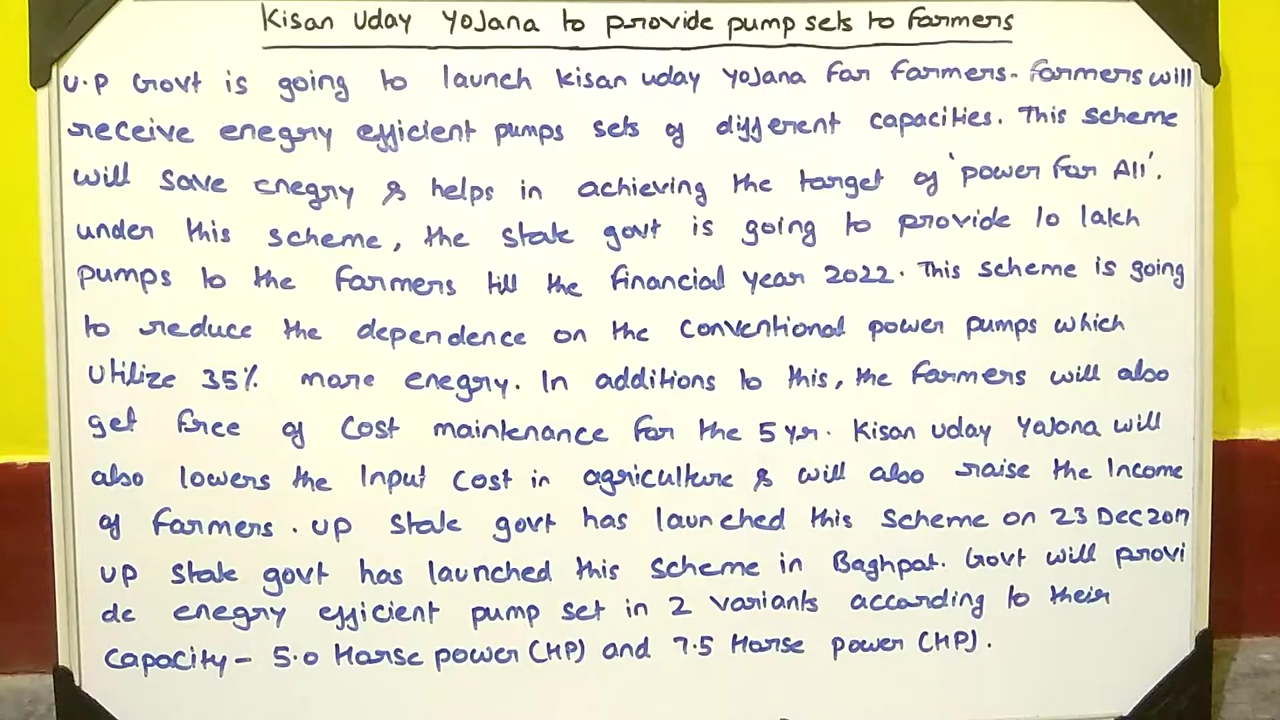 Kisan Uday Yojana to provide pump sets to farmers
U.P Govt is going to launch Kisan uday Yojana for farmers. farmers will
receive enegry efficient pumps sets of different capacities. This scheme
will save enegry & helps in achieving the target of 'power for All'.
under this scheme, the state govt is going to provide 10 lakh
pumps to the farmers till the financial year 2022. This scheme is going
to reduce the dependence on the conventional power pumps which
utilize 35% more enegry. In additions to this, the farmers will also
get free of cost maintenance for the 5 yr. Kisan uday Yojana will
also lowers the Input cost in agriculture & will also raise the Income
of farmers. UP state govt has launched this scheme on 23 Dec 2017
UP state govt has launched this scheme in Baghpat. Govt will provi
de enegry efficient pump set in 2 variants according to their
capacity- 5.0 Horse power (HP) and 7.5 Horse power (HP).